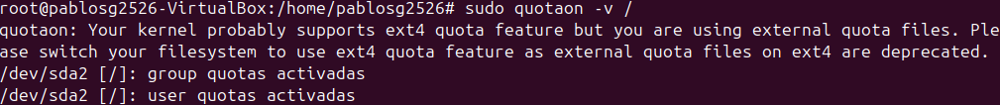 root@pablosg2526-VirtualBox:/home/pablosg2526# sudo quotaon -v /
quotaon: Your kernel probably supports ext4 quota feature but you are using external quota files. Ple
ase switch your filesystem to use ext4 quota feature as external quota files on ext4 are deprecated.
/dev/sda2 [/]: group quotas activadas
/dev/sda2 [/]: user quotas activadas